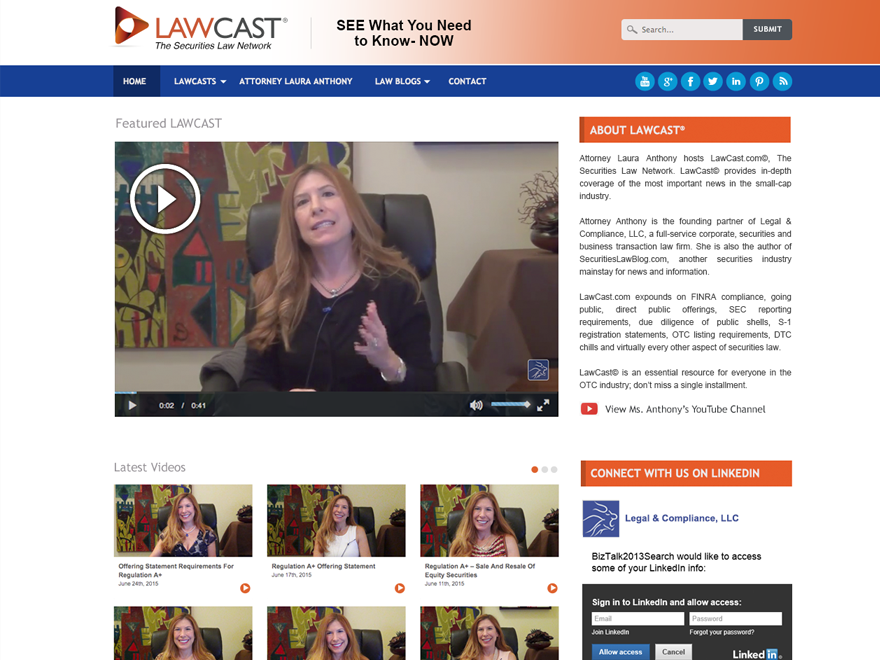 LAWCAST®
The Securities Law Network
SEE What You Need
to Know- NOW
Search...
SUBMIT
HOME
LAWCASTS
ATTORNEY LAURA ANTHONY
LAW BLOGS
CONTACT
Featured LAWCAST
0:02 / 0:41
ABOUT LAWCAST®
Attorney Laura Anthony hosts LawCast.com©, The
Securities Law Network. LawCast© provides in-depth
coverage of the most important news in the small-cap
industry.
Attorney Anthony is the founding partner of Legal &
Compliance, LLC, a full-service corporate, securities and
business transaction law firm. She is also the author of
SecuritiesLawBlog.com, another securities industry
mainstay for news and information.
LawCast.com expounds on FINRA compliance, going
public, direct public offerings, SEC reporting
requirements, due diligence of public shells, S-1
registration statements, OTC listing requirements, DTC
chills and virtually every other aspect of securities law.
LawCast© is an essential resource for everyone in the
OTC industry; don't miss a single installment.
View Ms. Anthony's YouTube Channel
Latest Videos
Offering Statement Requirements For
Regulation A+
June 24th, 2015
Regulation A+ Offering Statement
June 17th, 2015
Regulation A+ – Sale And Resale Of
Equity Securities
June 11th, 2015
CONNECT WITH US ON LINKEDIN
Legal & Compliance, LLC
BizTalk2013Search would like to access
some of your LinkedIn info:
Sign in to LinkedIn and allow access:
Email
Password
Join LinkedIn
Forgot your password?
Allow access
Cancel
Linked in